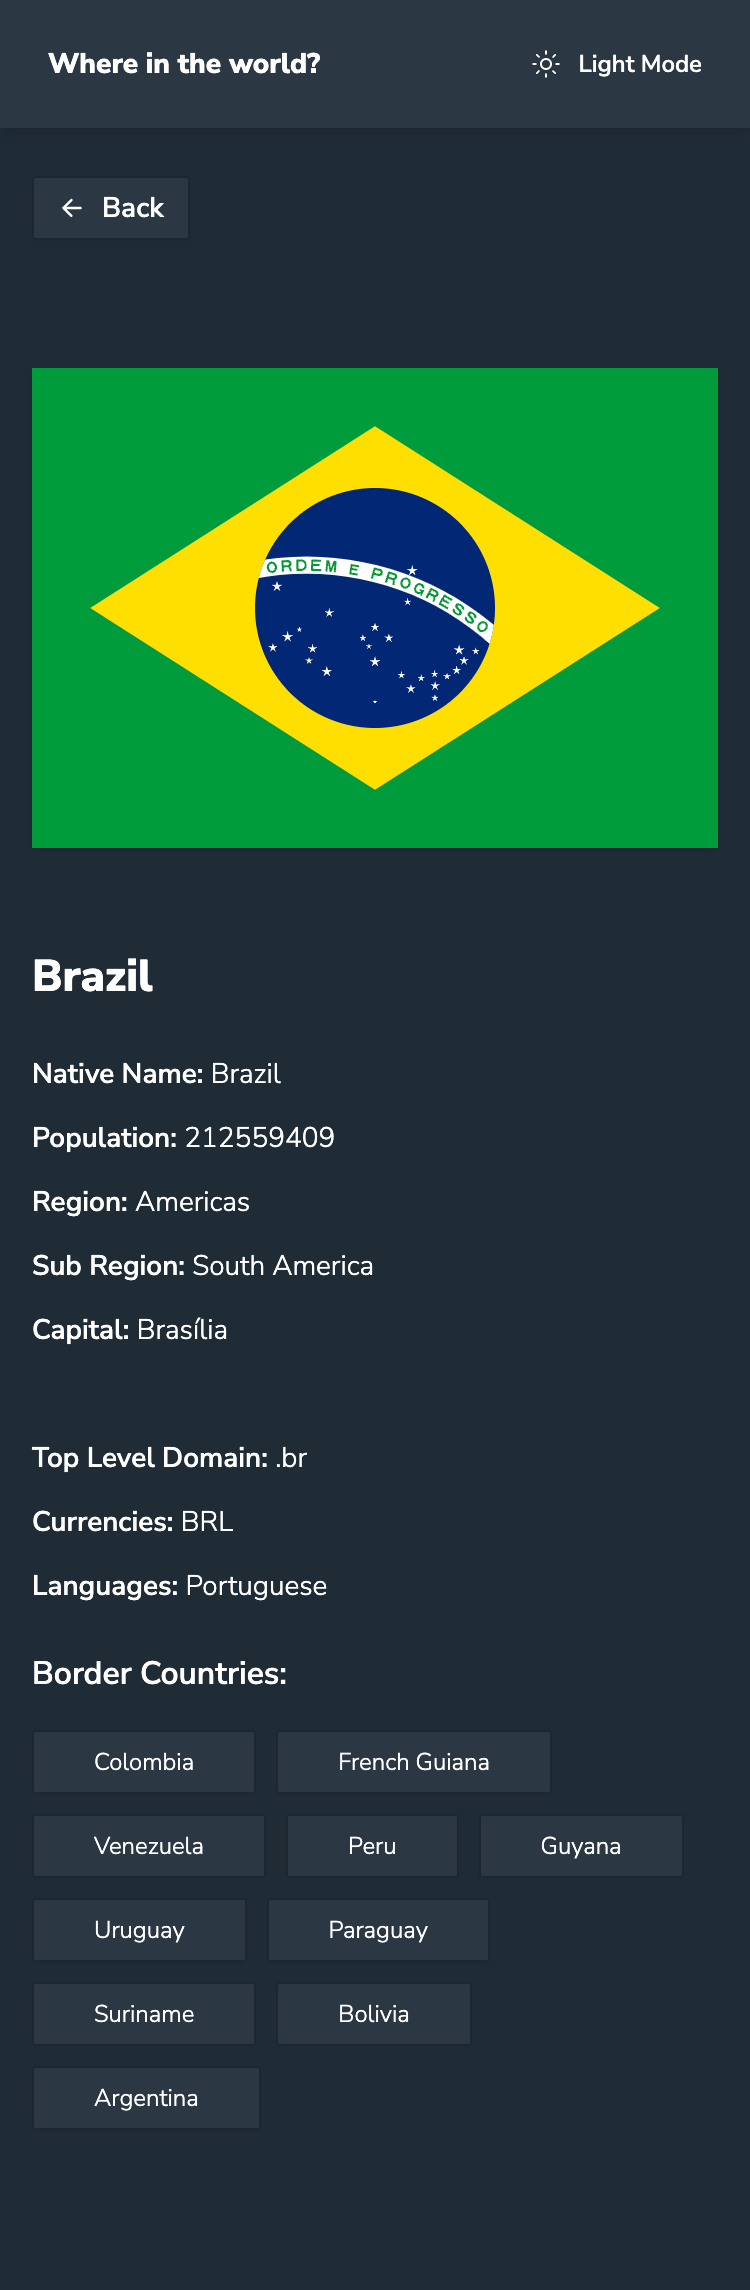 Where in the world? Light Mode
Back
ORDEM E PROGRESSO
Brazil
Native Name: Brazil
Population: 212559409
Region: Americas
Sub Region: South America
Capital: Brasília
Top Level Domain: .br
Currencies: BRL
Languages: Portuguese
Border Countries:
Colombia French Guiana
Venezuela Peru Guyana
Uruguay Paraguay
Suriname Bolivia
Argentina